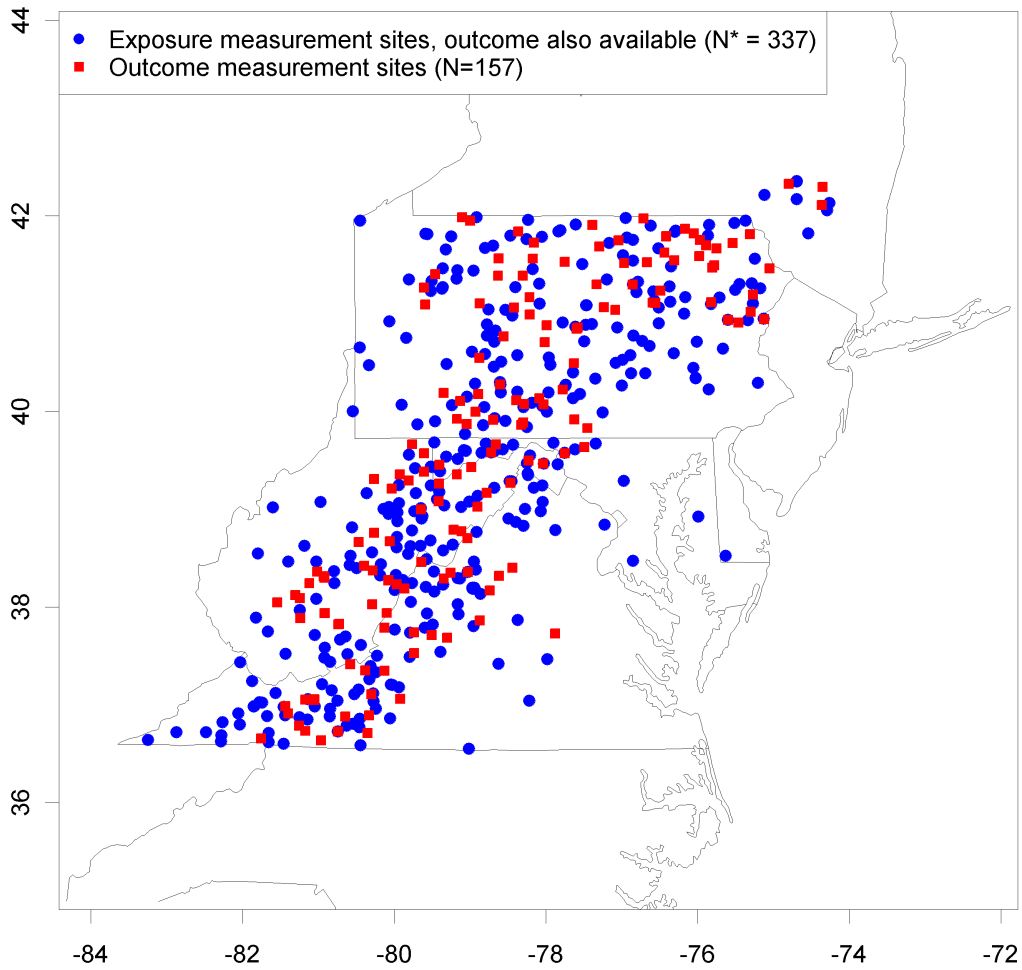 Exposure measurement sites, outcome also available (N* = 337)
Outcome measurement sites (N=157)
44
42
40
38
36
-84 -82 -80 -78 -76 -74 -72